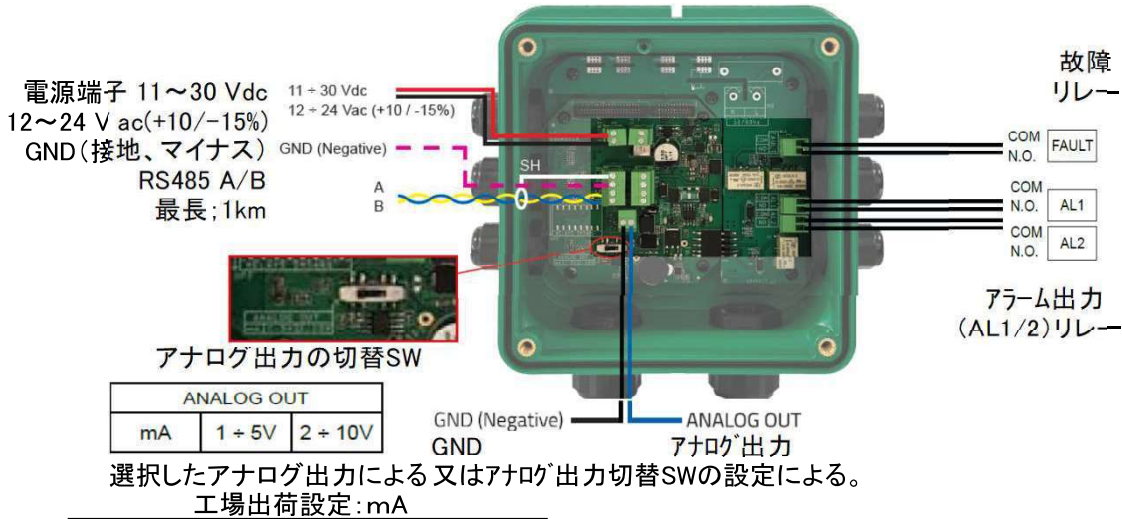 電源端子 11～30 Vdc
12～24 V ac(+10/-15%)
GND(接地、マイナス)
RS485 A/B
最長;1km
11 ÷ 30 Vdc
12 ÷ 24 Vac (+10 / -15%)
GND (Negative)
SH
A
B
故障
リレー
COM
N.O.
FAULT
COM
N.O.
AL1
COM
N.O.
AL2
アラーム出力
(AL1/2)リレー
ANALOG OUT
アナログ出力の切替SW
ANALOG OUT
mA 1 ÷ 5V 2 ÷ 10V
GND (Negative)
GND
ANALOG OUT
アナログ出力
選択したアナログ出力による 又はアナログ出力切替SWの設定による。
工場出荷設定:mA